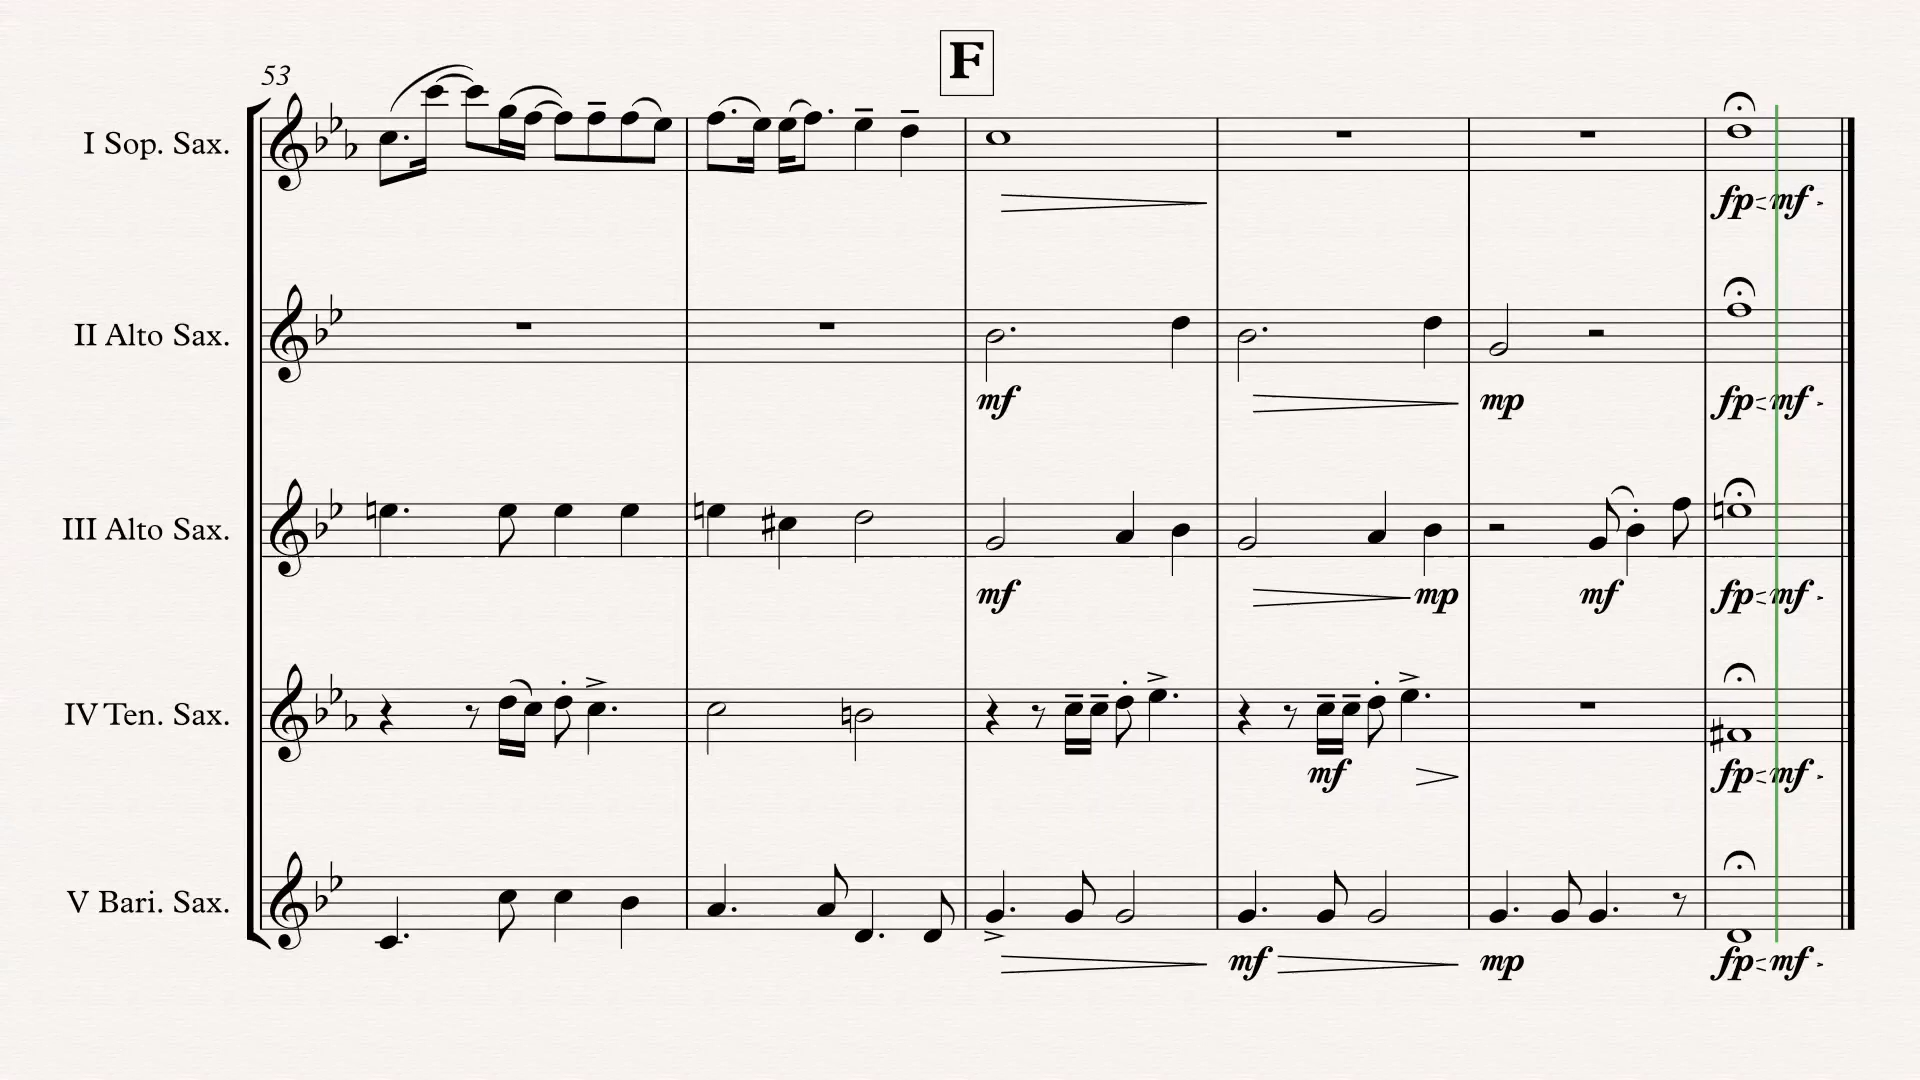 F
53
I Sop. Sax.
fp mf
II Alto Sax.
mf mp fp mf
III Alto Sax.
mf mp mf fp mf
IV Ten. Sax.
mf fp mf
V Bari. Sax.
mf mp fp mf